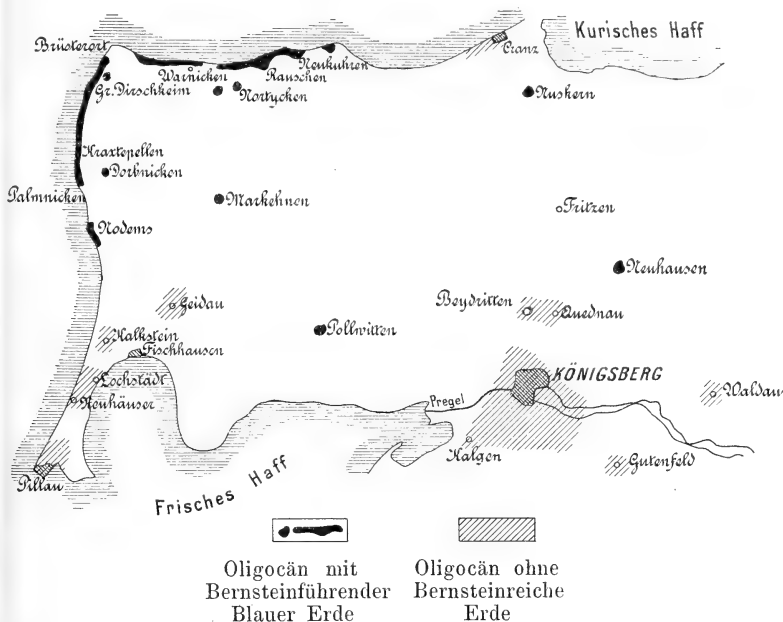 Kurisches Haff
Brüsterort
Cranz
Neukuhren
Warnicken
Rauschen
Gr. Dirschkeim
Nortycken
Nuskern
Kraxtepellen
Dorbnicken
Palmnicken
Markehnen
Fritzen
Nodems
Neuhausen
Geidau
Beydritten
Quednau
Pollwitten
Kalkstein
Fischhausen
KÖNIGSBERG
Lochstädt
Waldau
Neuhäuser
Pregel
Kalgen
Gutenfeld
Pillau
Frisches Haff
Oligocän mit
Bernsteinführender
Blauer Erde
Oligocän ohne
Bernsteinreiche
Erde